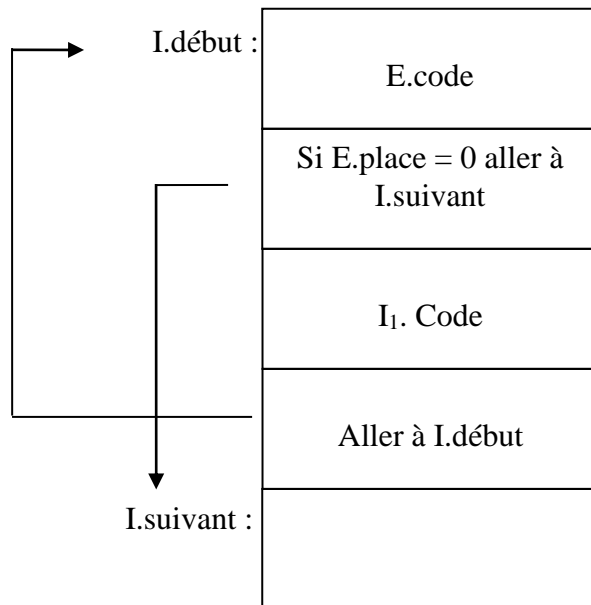 I.début :
E.code
Si E.place = 0 aller à
I.suivant
I₁. Code
Aller à I.début
I.suivant :